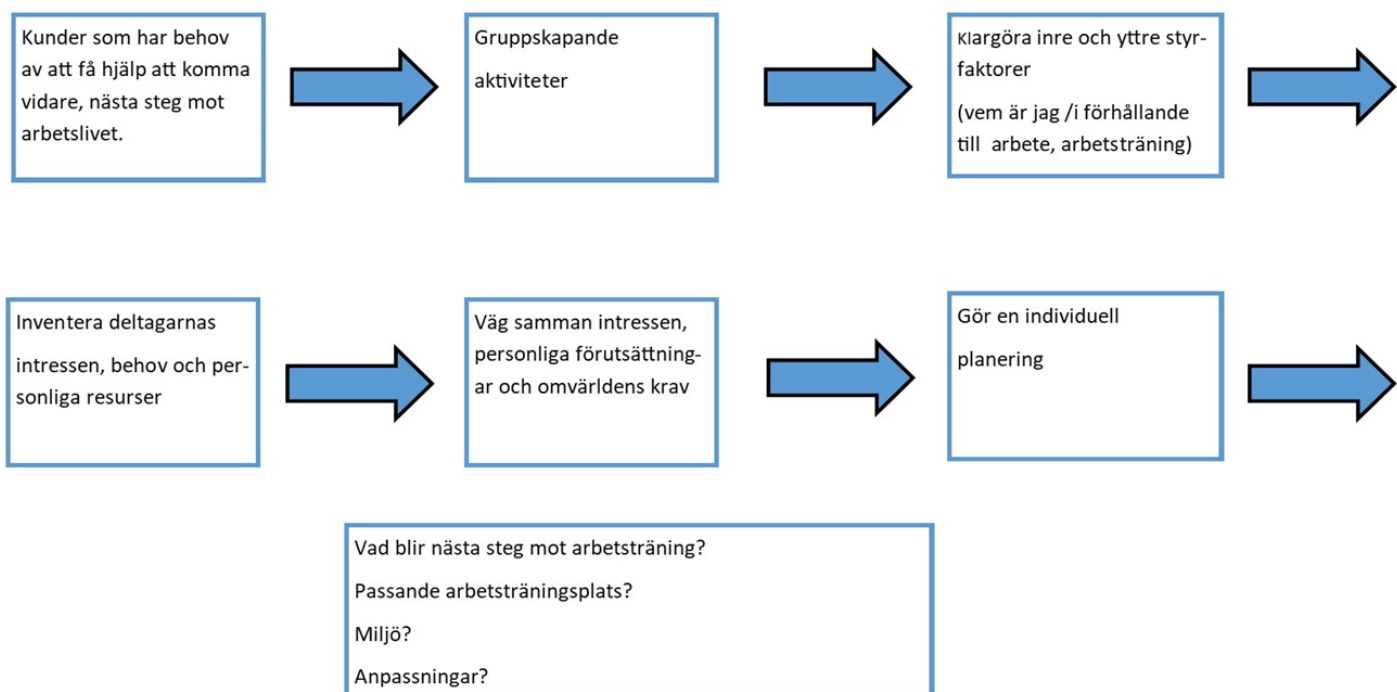 Kunder som har behov
av att få hjälp att komma
vidare, nästa steg mot
arbetslivet.
Gruppskapande
aktiviteter
Klargöra inre och yttre styr-
faktorer
(vem är jag /i förhållande
till arbete, arbetsträning)
Inventera deltagarnas
intressen, behov och per-
sonliga resurser
Väg samman intressen,
personliga förutsättning-
ar och omvärldens krav
Gör en individuell
planering
Vad blir nästa steg mot arbetsträning?
Passande arbetsträningsplats?
Miljö?
Anpassningar?